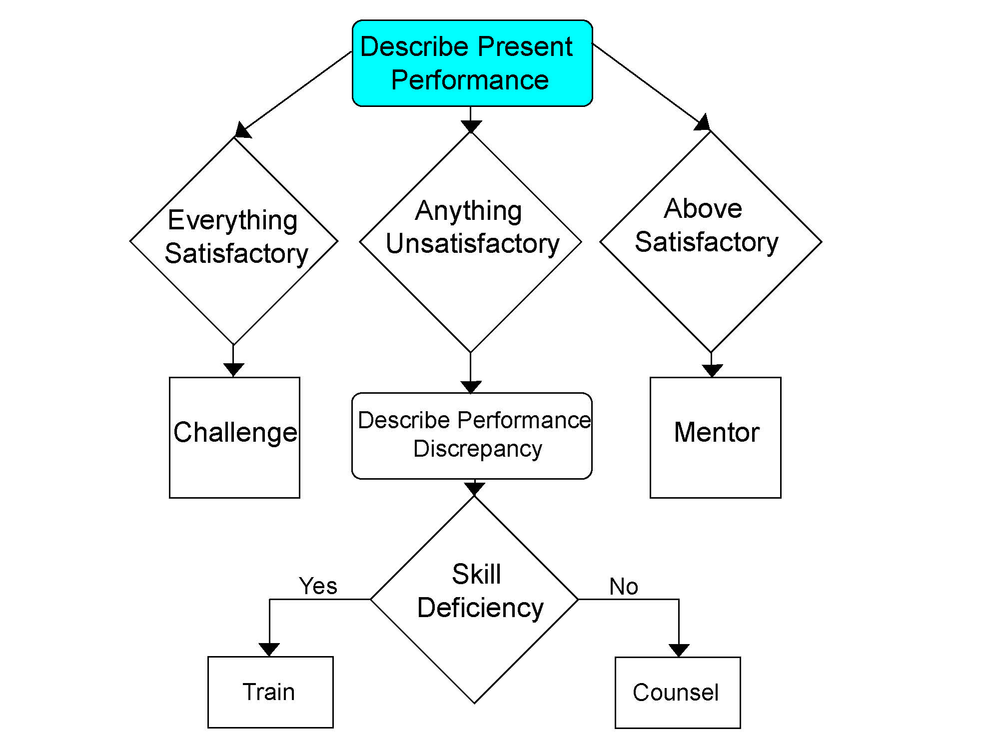 Describe Present
Performance
Everything
Satisfactory
Anything
Unsatisfactory
Above
Satisfactory
Challenge
Describe Performance
Discrepancy
Mentor
Skill
Deficiency
Yes
No
Train
Counsel